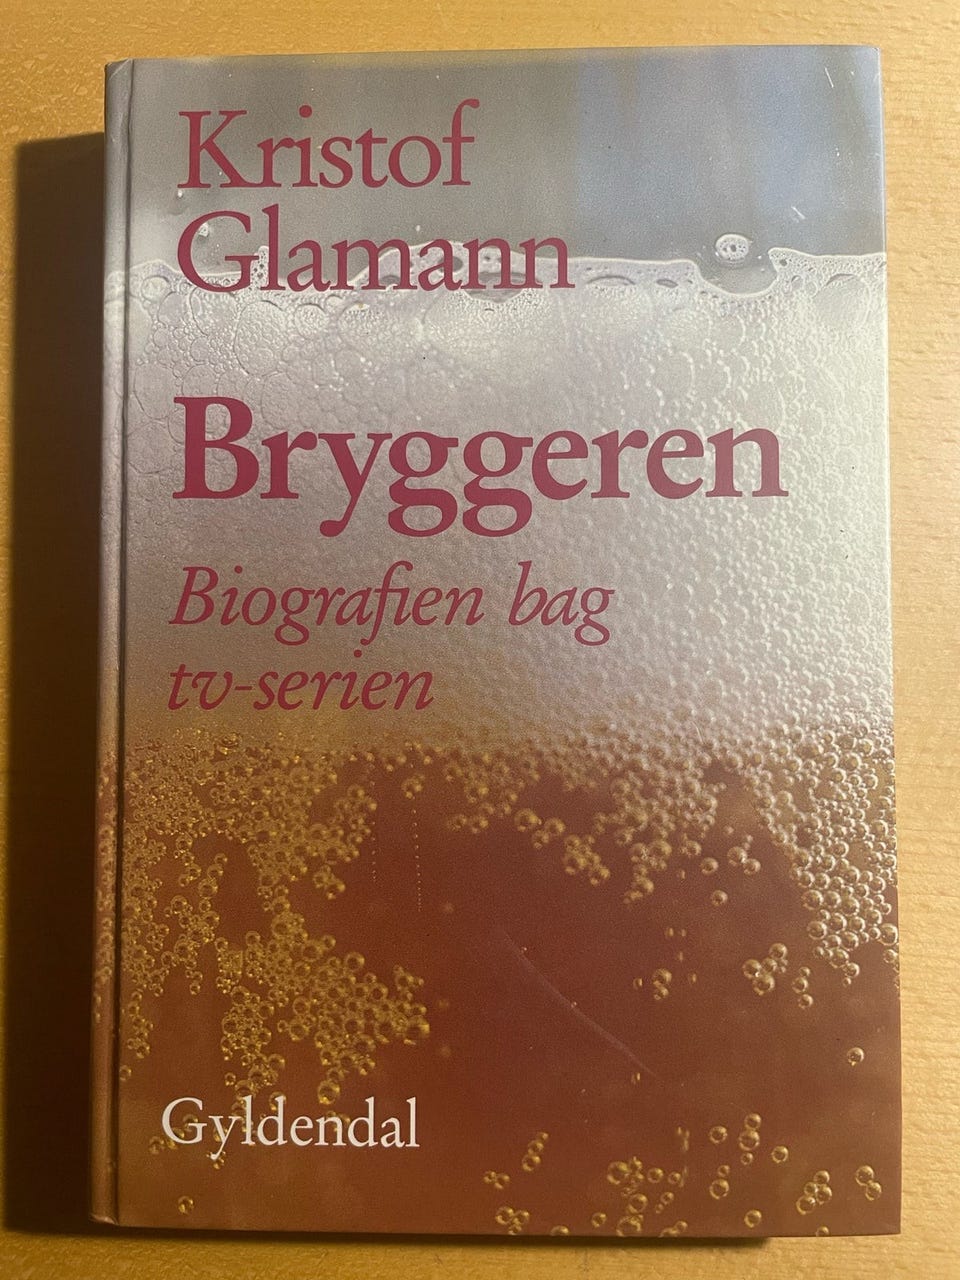 Kristof
Glamann
Bryggeren
Biografien bag
tv-serien
Gyldendal